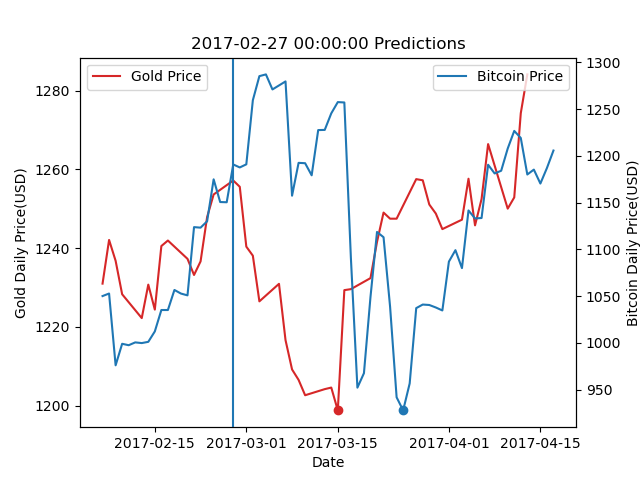 2017-02-27 00:00:00 Predictions
Gold Price
Bitcoin Price
1280
1260
1240
1220
1200
Gold Daily Price(USD)
1300
1250
1200
1150
1100
1050
1000
950
Bitcoin Daily Price(USD)
2017-02-15 2017-03-01 2017-03-15 2017-04-01 2017-04-15
Date